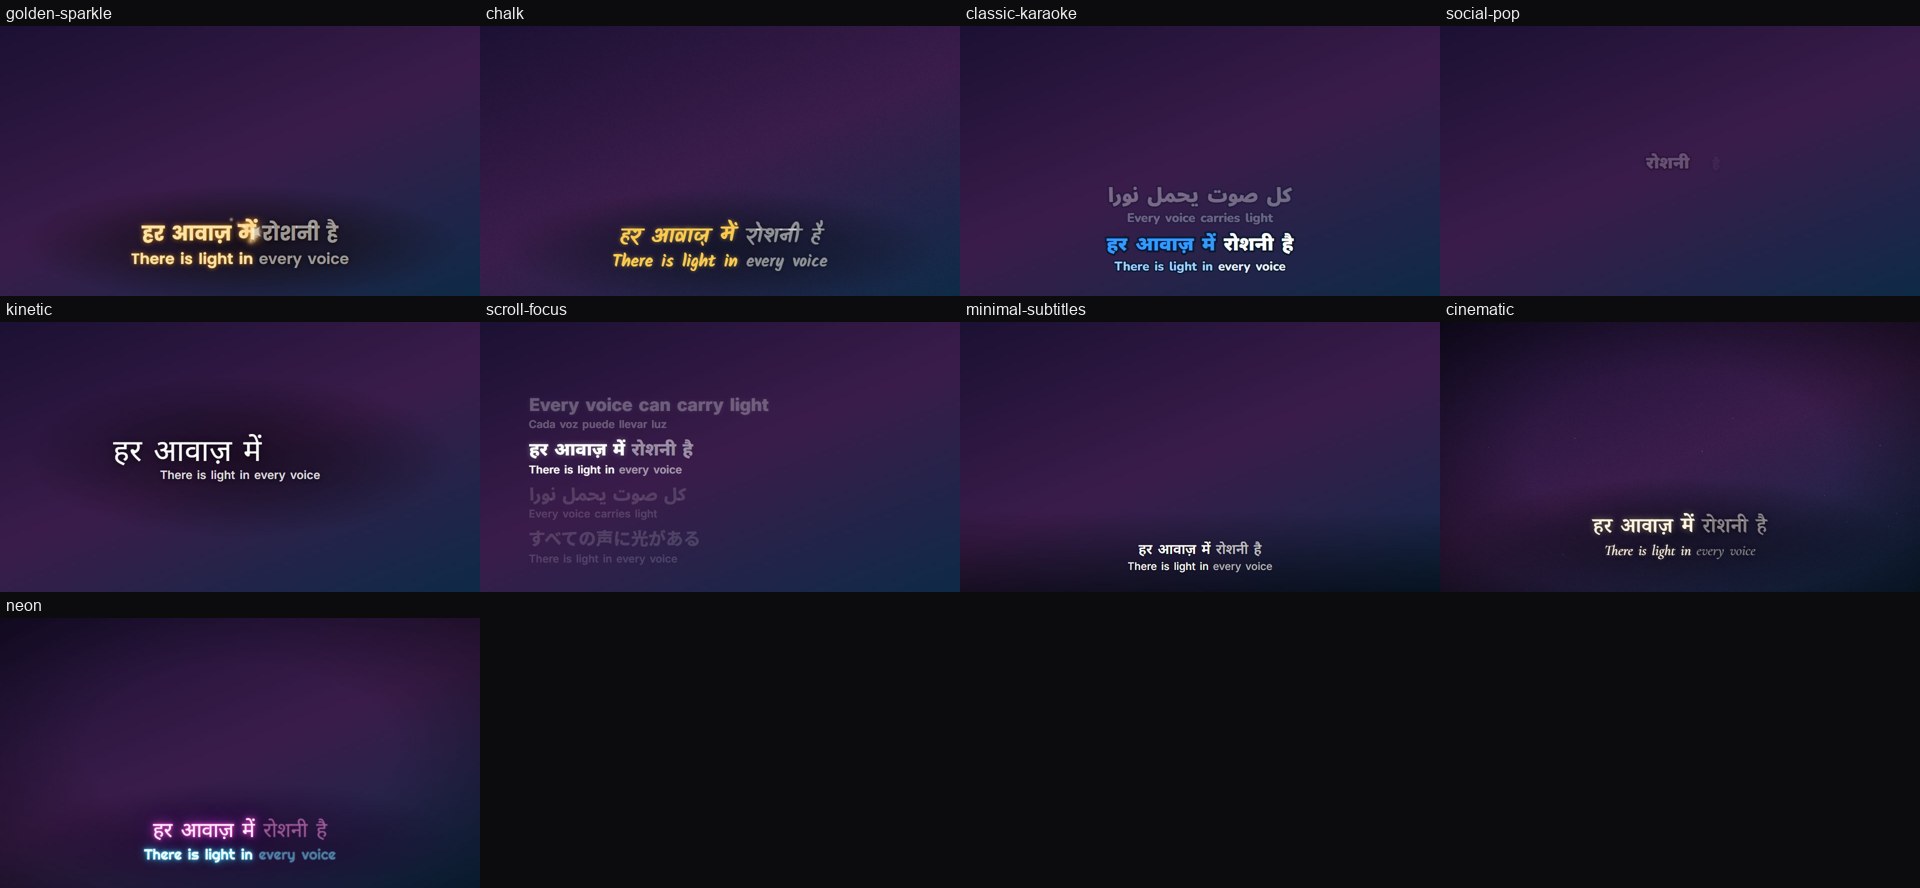 golden-sparkle
हर आवाज़ में रोशनी है
There is light in every voice
chalk
हर आवाज़ में रोशनी है
There is light in every voice
classic-karaoke
كل صوت يحمل نورا
Every voice carries light
हर आवाज़ में रोशनी है
There is light in every voice
social-pop
रोशनी
kinetic
हर आवाज़ में
There is light in every voice
scroll-focus
Every voice can carry light
Cada voz puede llevar luz
हर आवाज़ में रोशनी है
There is light in every voice
كل صوت يحمل نورا
Every voice carries light
すべての声に光がある
There is light in every voice
minimal-subtitles
हर आवाज़ में रोशनी है
There is light in every voice
cinematic
हर आवाज़ में रोशनी है
There is light in every voice
neon
हर आवाज़ में रोशनी है
There is light in every voice